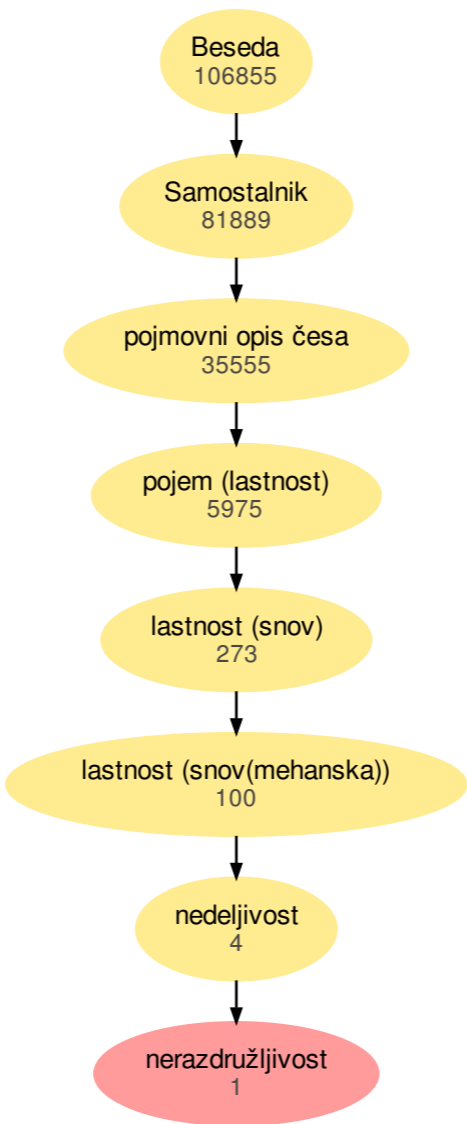 Beseda
106855
Samostalnik
81889
pojmovni opis česa
35555
pojem (lastnost)
5975
lastnost (snov)
273
lastnost (snov(mehanska))
100
nedeljivost
4
nerazdružljivost
1